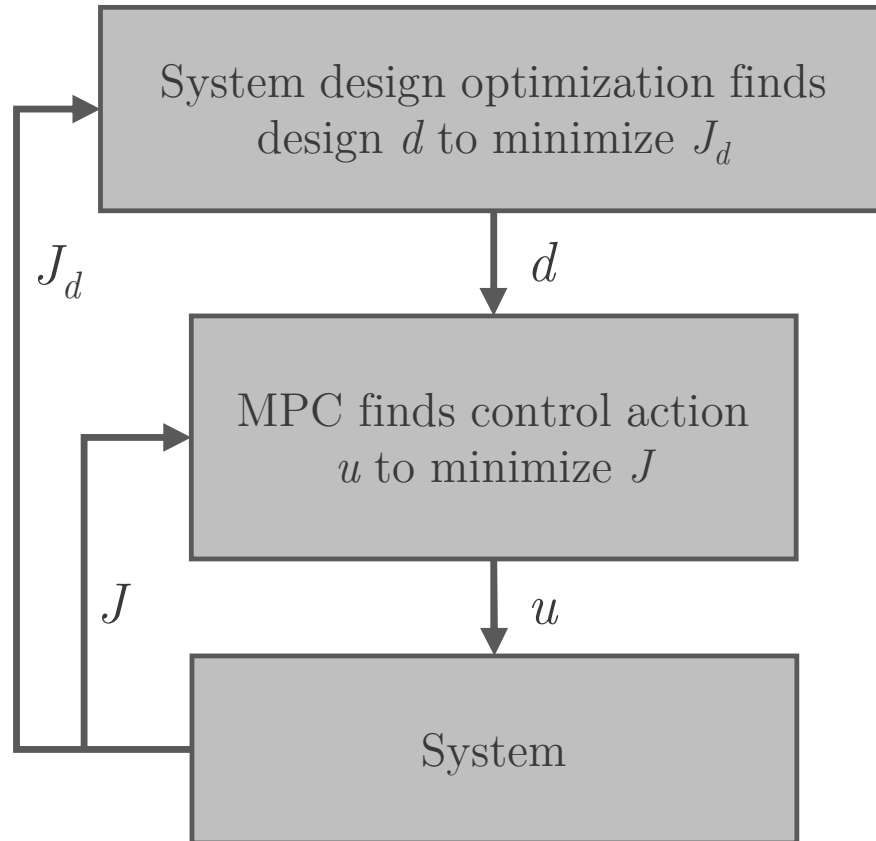 System design optimization finds
design d to minimize J_d
J_d
d
MPC finds control action
u to minimize J
J
u
System